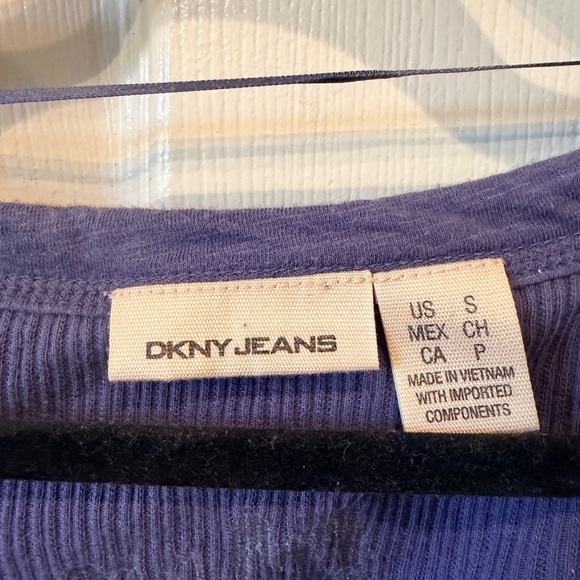 DKNY JEANS
US S
MEX CH
CA P
MADE IN VIETNAM
WITH IMPORTED
COMPONENTS